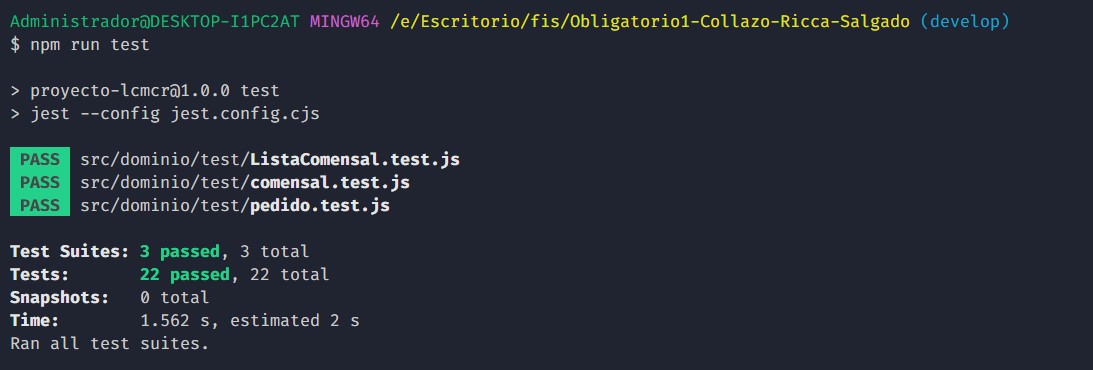 Administrador@DESKTOP-I1PC2AT MINGW64 /e/Escritorio/fis/Obligatorio1-Collazo-Ricca-Salgado (develop)
$ npm run test
> proyecto-lcmcr@1.0.0 test
> jest --config jest.config.cjs
PASS src/dominio/test/ListaComensal.test.js
PASS src/dominio/test/comensal.test.js
PASS src/dominio/test/pedido.test.js
Test Suites: 3 passed, 3 total
Tests: 22 passed, 22 total
Snapshots: 0 total
Time: 1.562 s, estimated 2 s
Ran all test suites.